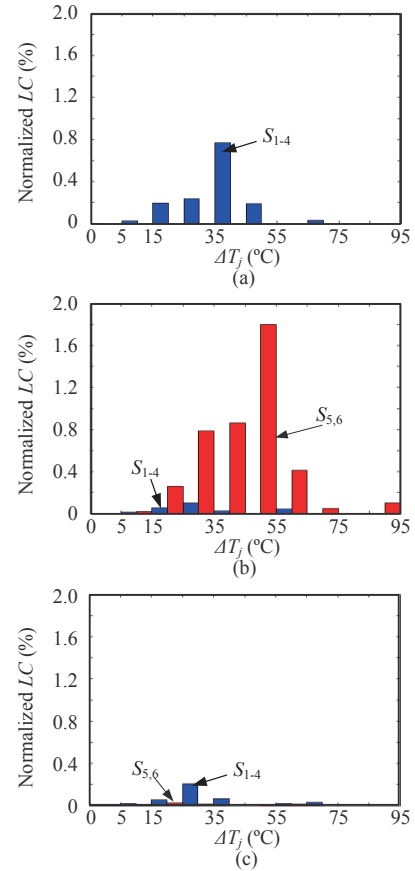 2.0
1.6
1.2
0.8
0.4
0
Normalized LC (%)
S1-4
0 5 15 35 55 75 95
ΔTj (ºC)
(a)
2.0
1.6
1.2
0.8
0.4
0
Normalized LC (%)
S5,6
S1-4
0 5 15 35 55 75 95
ΔTj (ºC)
(b)
2.0
1.6
1.2
0.8
0.4
0
Normalized LC (%)
S5,6
S1-4
0 5 15 35 55 75 95
ΔTj (ºC)
(c)